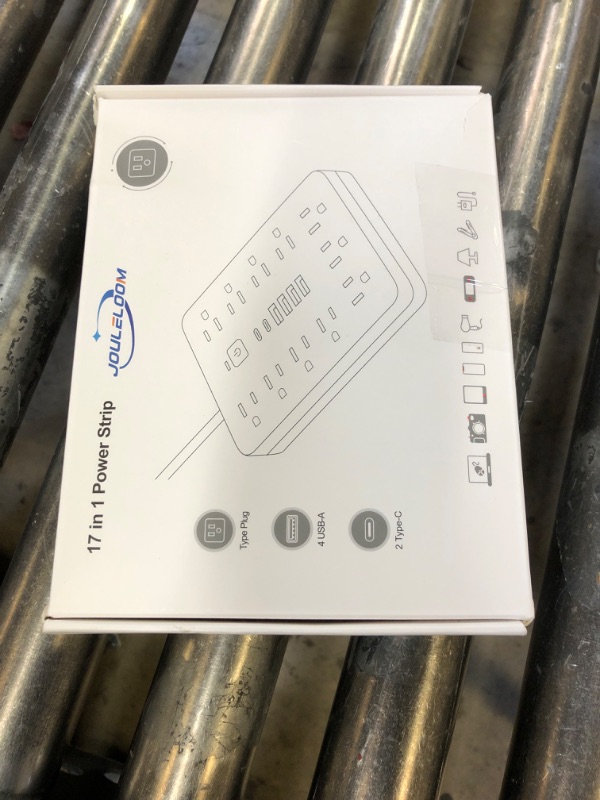 JOULELOOM
17 in 1 Power Strip
Type Plug
4 USB-A
2 Type-C